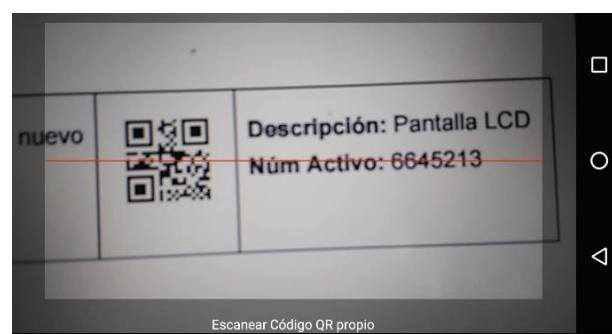 nuevo
Descripción: Pantalla LCD
Núm Activo: 6645213
Escanear Código QR propio